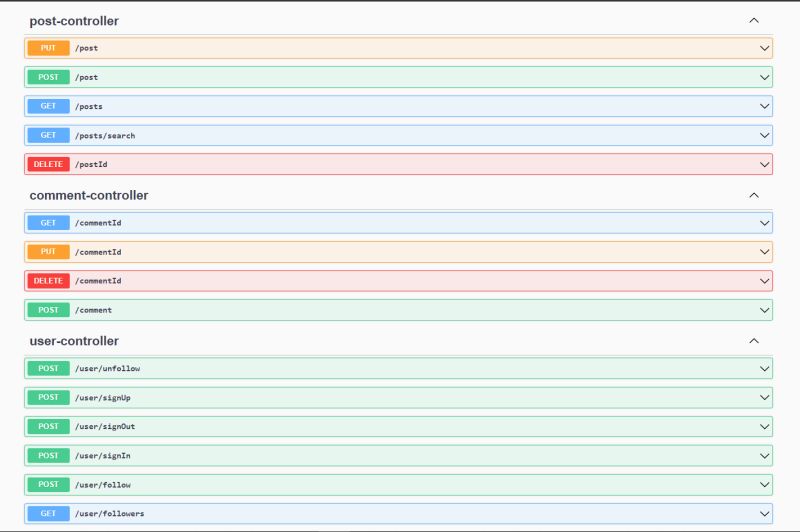 post-controller
PUT /post
POST /post
GET /posts
GET /posts/search
DELETE /postId
comment-controller
GET /commentId
PUT /commentId
DELETE /commentId
POST /comment
user-controller
POST /user/unfollow
POST /user/signUp
POST /user/signOut
POST /user/signIn
POST /user/follow
GET /user/followers